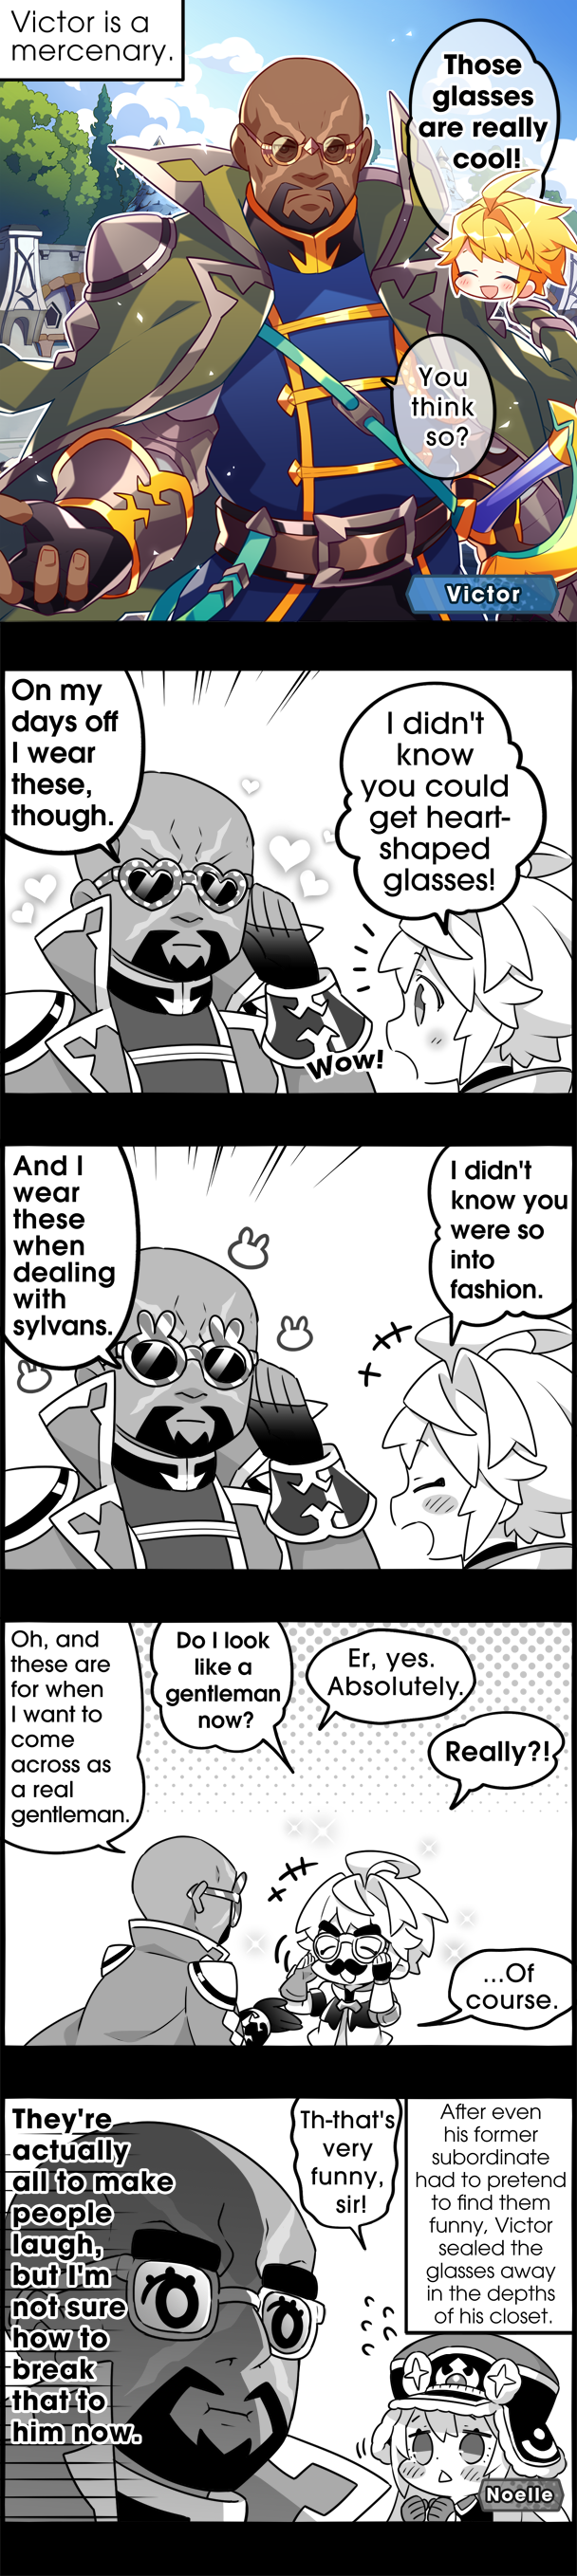 Victor is a
mercenary.
Those
glasses
are really
cool!
You
think
so?
Victor
On my
days off
I wear
these,
though.
I didn't
know
you could
get heart-
shaped
glasses!
Wow!
And I
wear
these
when
dealing
with
sylvans.
I didn't
know you
were so
into
fashion.
Oh, and
these are
for when
I want to
come
across as
a real
gentleman.
Do I look
like a
gentleman
now?
Er, yes.
Absolutely.
Really?!
...Of
course.
They're
actually
all to make
people
laugh,
but I'm
not sure
how to
break
that to
him now.
Th-that's
very
funny,
sir!
After even
his former
subordinate
had to pretend
to find them
funny, Victor
sealed the
glasses away
in the depths
of his closet.
Noelle